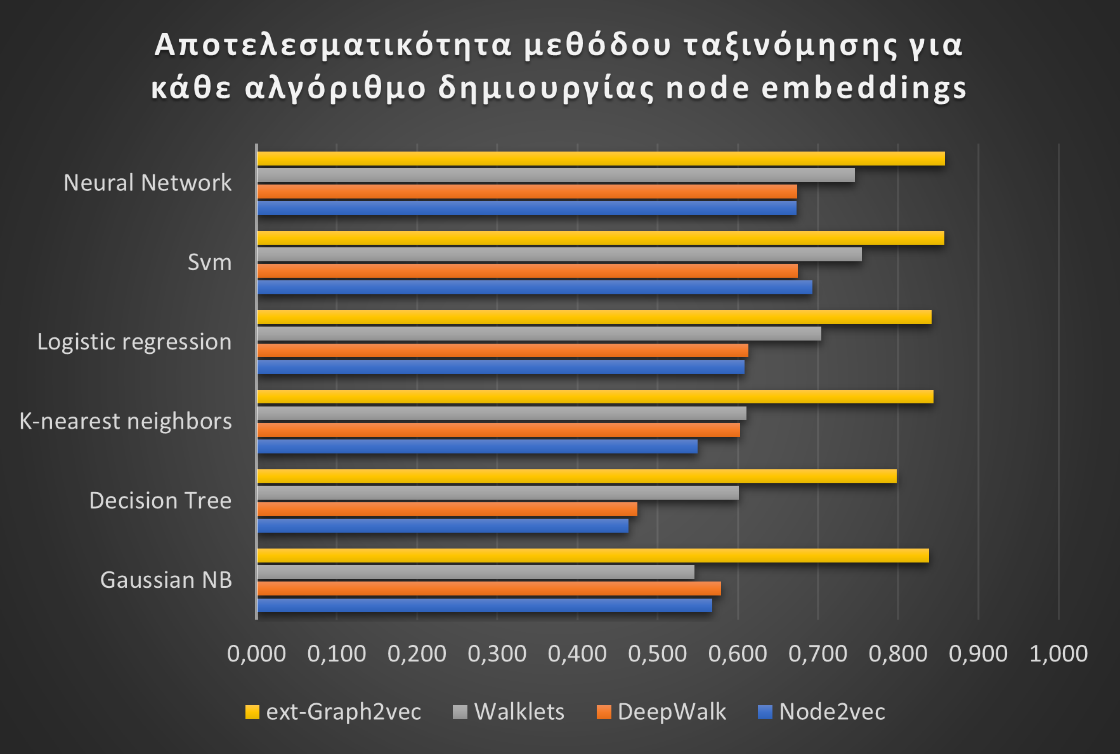 Αποτελεσματικότητα μεθόδου ταξινόμησης για
κάθε αλγόριθμο δημιουργίας node embeddings
Neural Network
Svm
Logistic regression
K-nearest neighbors
Decision Tree
Gaussian NB
0,000 0,100 0,200 0,300 0,400 0,500 0,600 0,700 0,800 0,900 1,000
ext-Graph2vec Walklets DeepWalk Node2vec